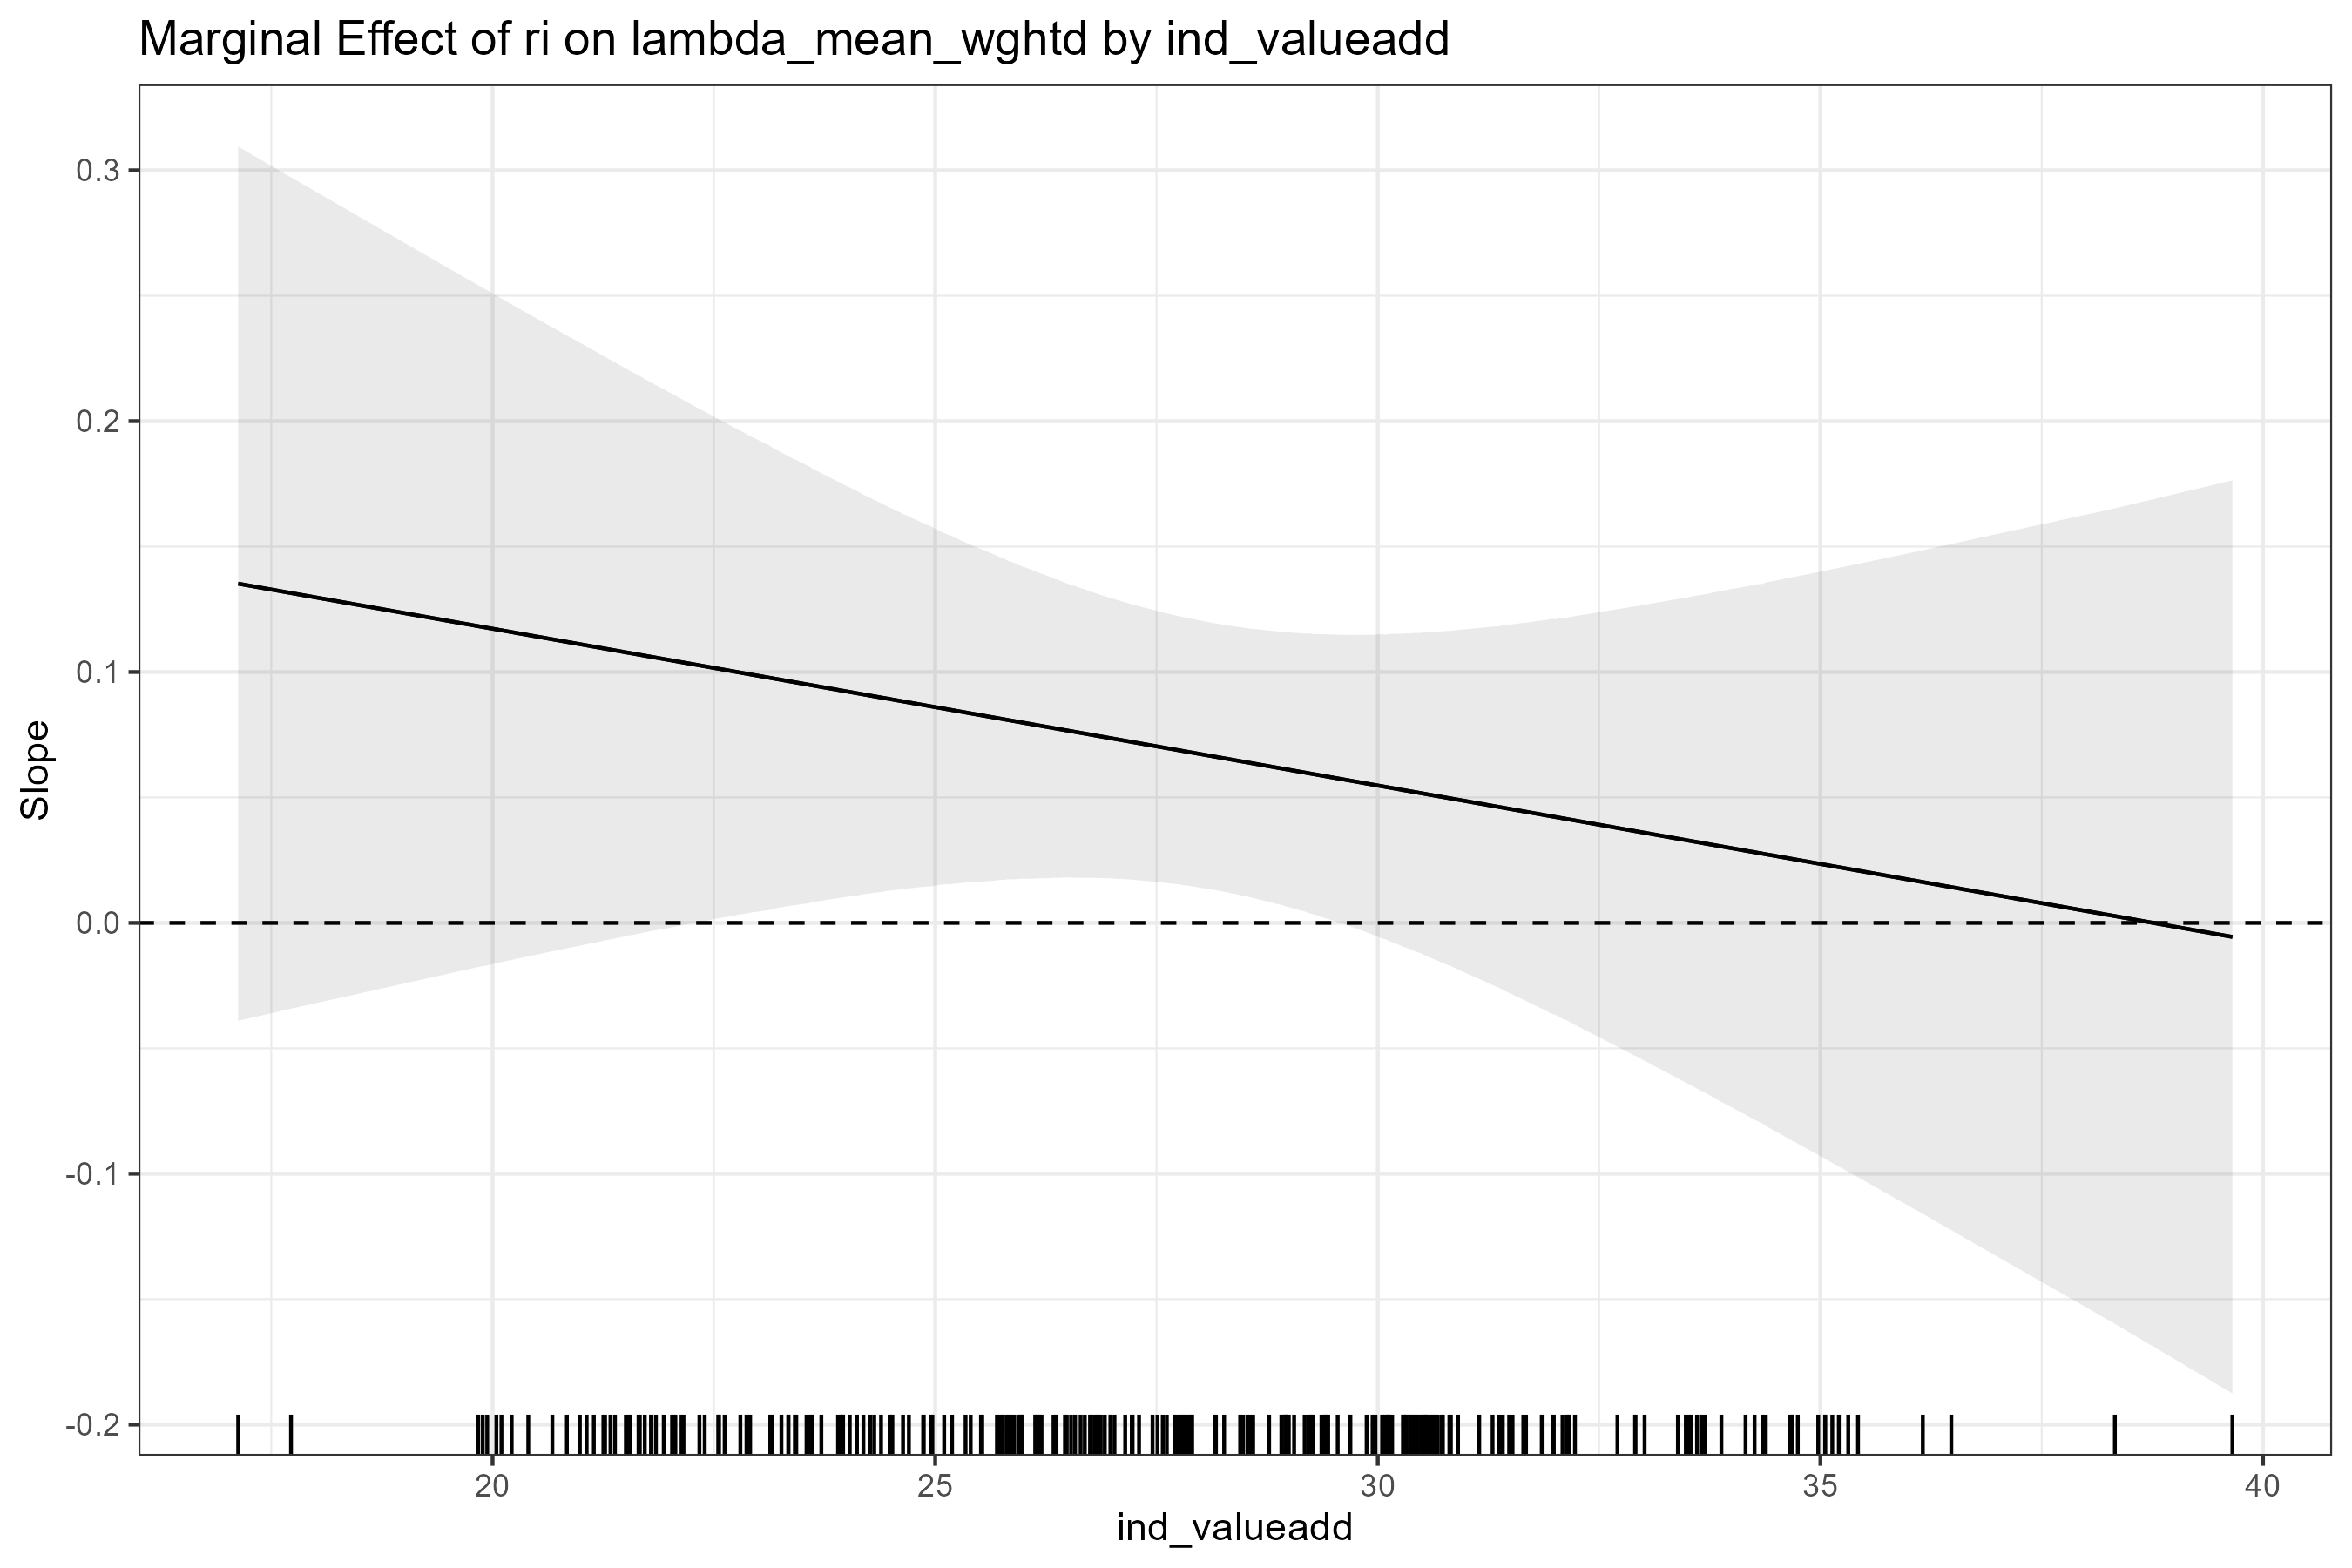 Marginal Effect of ri on lambda_mean_wghtd by ind_valueadd
0.3
0.2
0.1
0.0
-0.1
-0.2
Slope
20 25 30 35 40
ind_valueadd